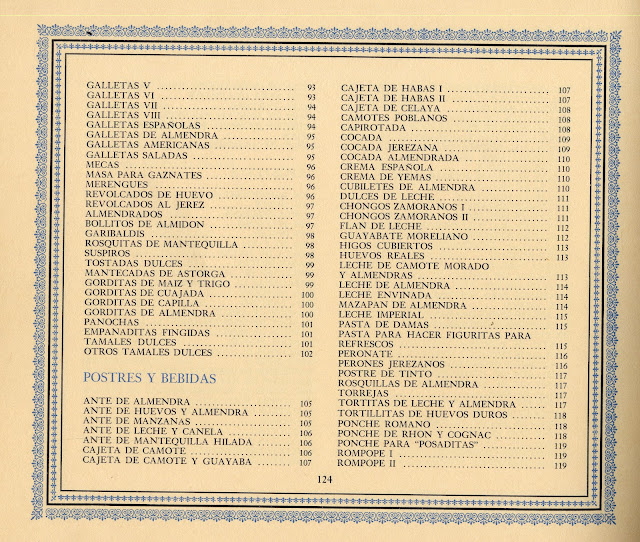 GALLETAS V ........ 93
GALLETAS VI ........ 93
GALLETAS VII ........ 94
GALLETAS VIII ........ 94
GALLETAS ESPAÑOLAS ........ 94
GALLETAS DE ALMENDRA ........ 95
GALLETAS AMERICANAS ........ 95
GALLETAS SALADAS ........ 95
MECAS ........ 96
MASA PARA GAZNATES ........ 96
MERENGUES ........ 96
REVOLCADOS DE HUEVO ........ 96
REVOLCADOS AL JEREZ ........ 97
ALMENDRADOS ........ 97
BOLLITOS DE ALMIDON ........ 97
GARIBALDIS ........ 98
ROSQUITAS DE MANTEQUILLA ........ 98
SUSPIROS ........ 98
TOSTADAS DULCES ........ 99
MANTECADAS DE ASTORGA ........ 99
GORDITAS DE MAIZ Y TRIGO ........ 99
GORDITAS DE CUAJADA ........ 100
GORDITAS DE CAPILLA ........ 100
GORDITAS DE ALMENDRA ........ 100
PANOCHAS ........ 101
EMPANADITAS FINGIDAS ........ 101
TAMALES DULCES ........ 101
OTROS TAMALES DULCES ........ 102
POSTRES Y BEBIDAS
ANTE DE ALMENDRA ........ 105
ANTE DE HUEVOS Y ALMENDRA ........ 105
ANTE DE MANZANAS ........ 105
ANTE DE LECHE Y CANELA ........ 106
ANTE DE MANTEQUILLA HILADA ........ 106
CAJETA DE CAMOTE ........ 106
CAJETA DE CAMOTE Y GUAYABA ........ 107
CAJETA DE HABAS I ........ 107
CAJETA DE HABAS II ........ 107
CAJETA DE CELAYA ........ 108
CAMOTES POBLANOS ........ 108
CAPIROTADA ........ 108
COCADA ........ 109
COCADA JEREZANA ........ 109
COCADA ALMENDRADA ........ 110
CREMA ESPAÑOLA ........ 110
CREMA DE YEMAS ........ 110
CUBILETES DE ALMENDRA ........ 110
DULCES DE LECHE ........ 111
CHONGOS ZAMORANOS I ........ 111
CHONGOS ZAMORANOS II ........ 111
FLAN DE LECHE ........ 112
GUAYABATE MORELIANO ........ 112
HIGOS CUBIERTOS ........ 113
HUEVOS REALES ........ 113
LECHE DE CAMOTE MORADO
Y ALMENDRAS ........ 113
LECHE DE ALMENDRA ........ 114
LECHE ENVINADA ........ 114
MAZAPAN DE ALMENDRA ........ 114
LECHE IMPERIAL ........ 115
PASTA DE DAMAS ........ 115
PASTA PARA HACER FIGURITAS PARA
REFRESCOS ........ 115
PERONATE ........ 116
PERONES JEREZANOS ........ 116
POSTRE DE TINTO ........ 117
ROSQUILLAS DE ALMENDRA ........ 117
TORREJAS ........ 117
TORTITAS DE LECHE Y ALMENDRA ........ 117
TORTILLITAS DE HUEVOS DUROS ........ 118
PONCHE ROMANO ........ 118
PONCHE DE RHON Y COGNAC ........ 118
PONCHE PARA "POSADITAS" ........ 119
ROMPOPE I ........ 119
ROMPOPE II ........ 119
124